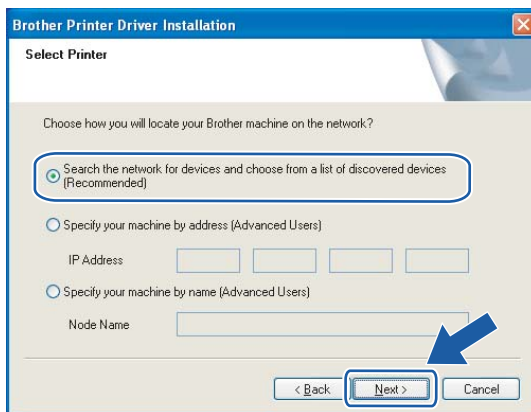 Brother Printer Driver Installation
Select Printer
Choose how you will locate your Brother machine on the network?
Search the network for devices and choose from a list of discovered devices
(Recommended)
Specify your machine by address (Advanced Users)
IP Address
Specify your machine by name (Advanced Users)
Node Name
< Back
Next >
Cancel